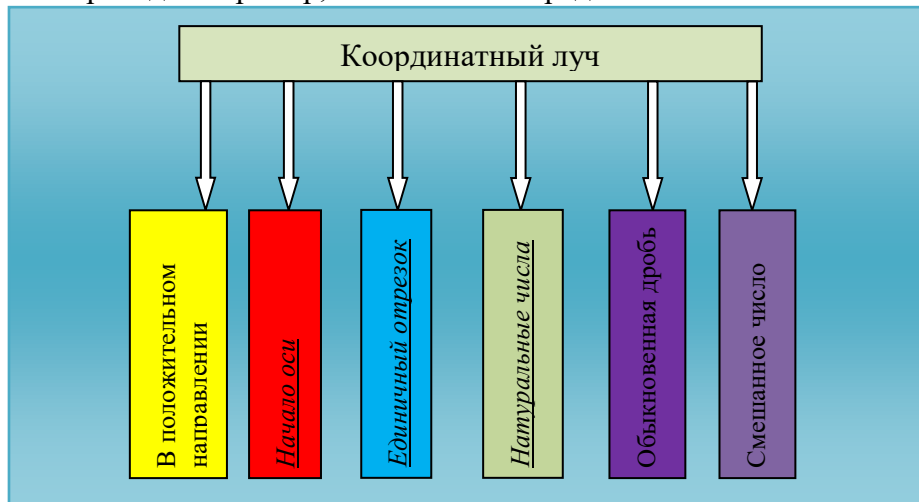 Координатный луч
В положительном
направлении
Начало оси
Единичный отрезок
Натуральные числа
Обыкновенная дробь
Смешанное число